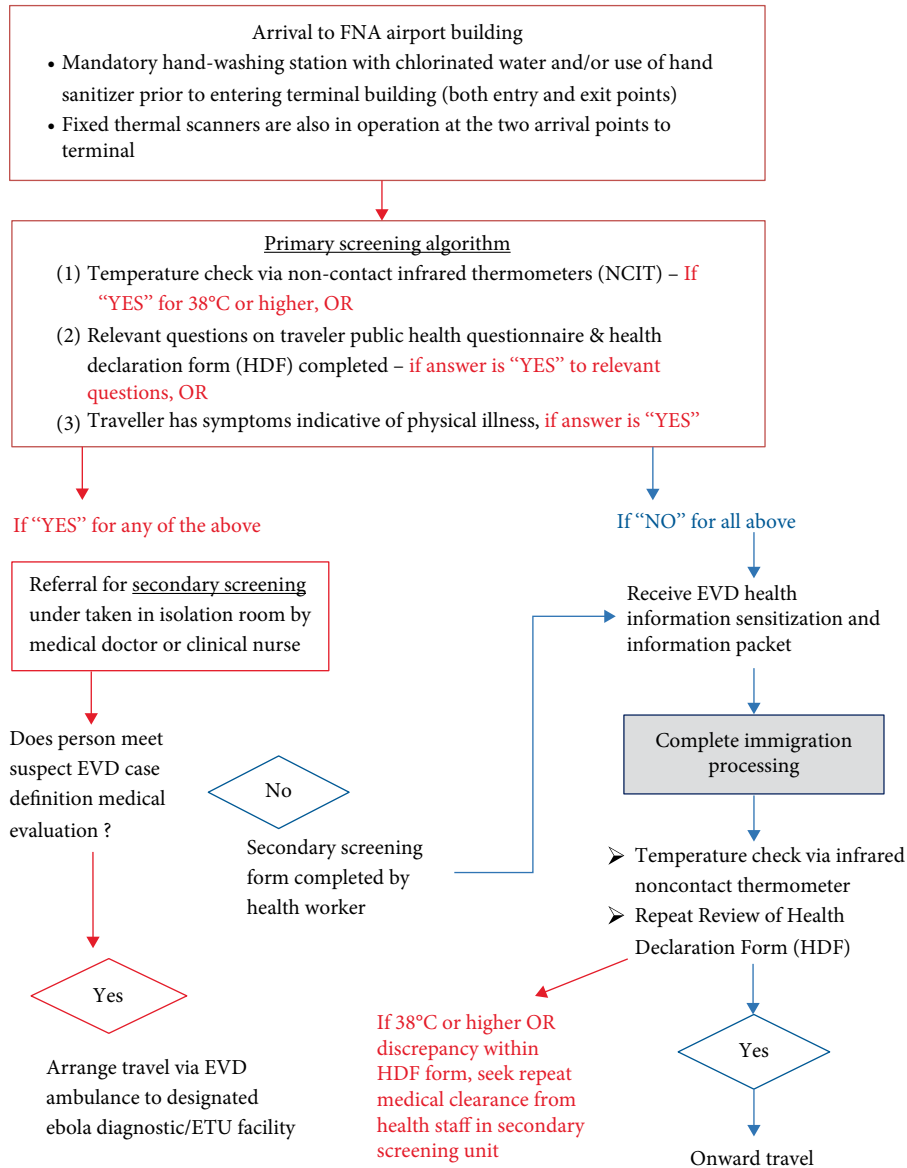 Arrival to FNA airport building
• Mandatory hand-washing station with chlorinated water and/or use of hand
sanitizer prior to entering terminal building (both entry and exit points)
• Fixed thermal scanners are also in operation at the two arrival points to
terminal
Primary screening algorithm
(1) Temperature check via non-contact infrared thermometers (NCIT) – If
“YES” for 38°C or higher, OR
(2) Relevant questions on traveler public health questionnaire & health
declaration form (HDF) completed – if answer is “YES” to relevant
questions, OR
(3) Traveller has symptoms indicative of physical illness, if answer is “YES”
If “YES” for any of the above
If “NO” for all above
Referral for secondary screening
under taken in isolation room by
medical doctor or clinical nurse
Receive EVD health
information sensitization and
information packet
Does person meet
suspect EVD case
definition medical
evaluation ?
No
Secondary screening
form completed by
health worker
Complete immigration
processing
➢ Temperature check via infrared
noncontact thermometer
➢ Repeat Review of Health
Declaration Form (HDF)
Yes
Arrange travel via EVD
ambulance to designated
ebola diagnostic/ETU facility
If 38°C or higher OR
discrepancy within
HDF form, seek repeat
medical clearance from
health staff in secondary
screening unit
Yes
Onward travel